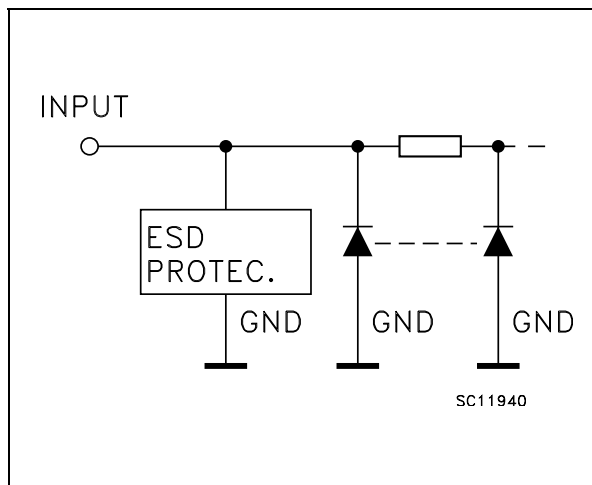 INPUT
ESD
PROTEC.
GND
GND
GND
SC11940